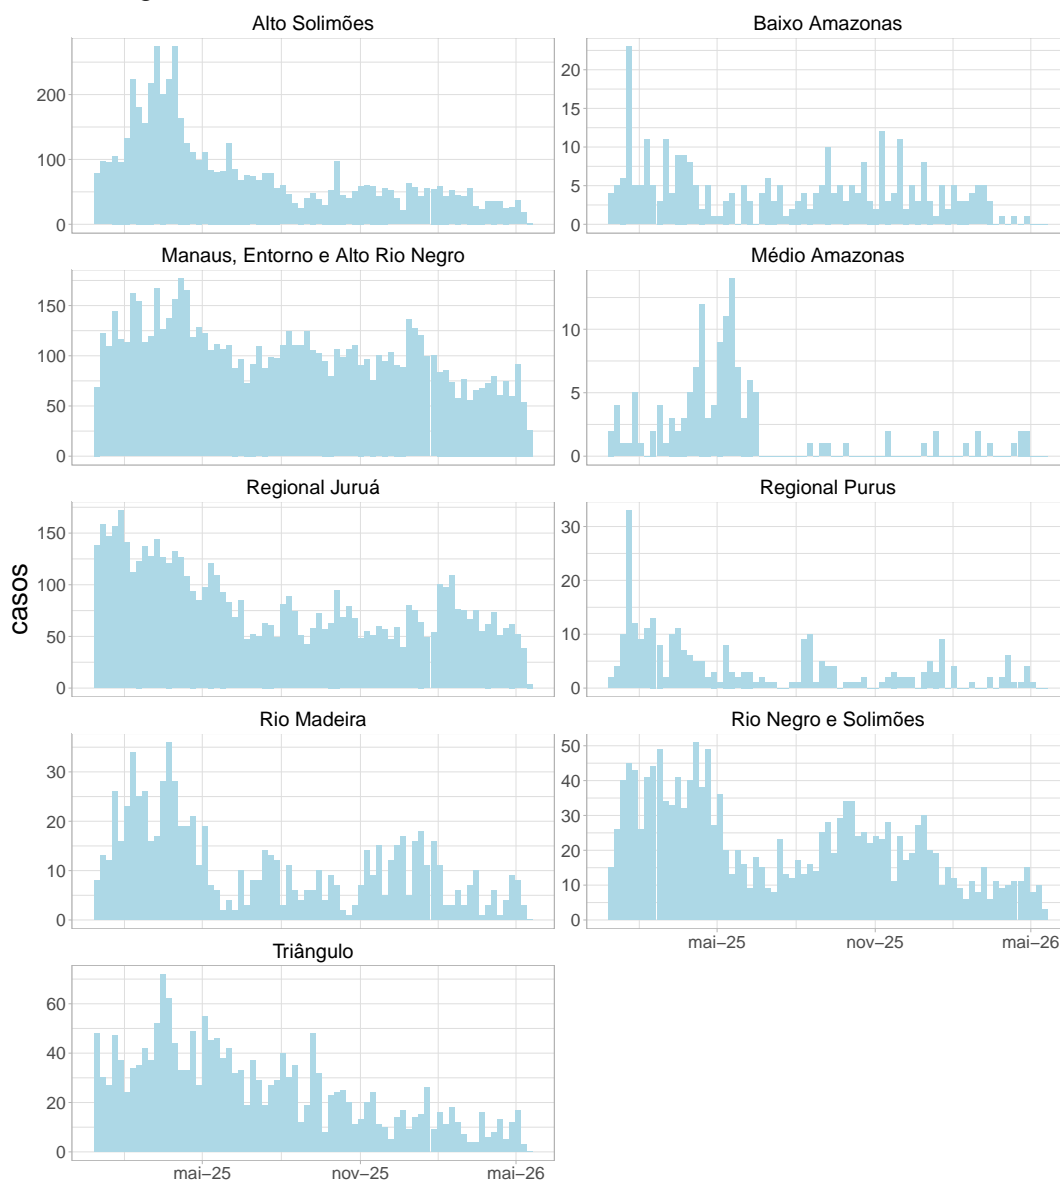 Alto Solimões
Baixo Amazonas
200
100
0
20
15
10
5
0
Manaus, Entorno e Alto Rio Negro
Médio Amazonas
150
100
50
0
10
5
0
Regional Juruá
Regional Purus
150
100
50
0
30
20
10
0
casos
Rio Madeira
Rio Negro e Solimões
30
20
10
0
50
40
30
20
10
0
mai−25
nov−25
mai−26
Triângulo
60
40
20
0
mai−25
nov−25
mai−26